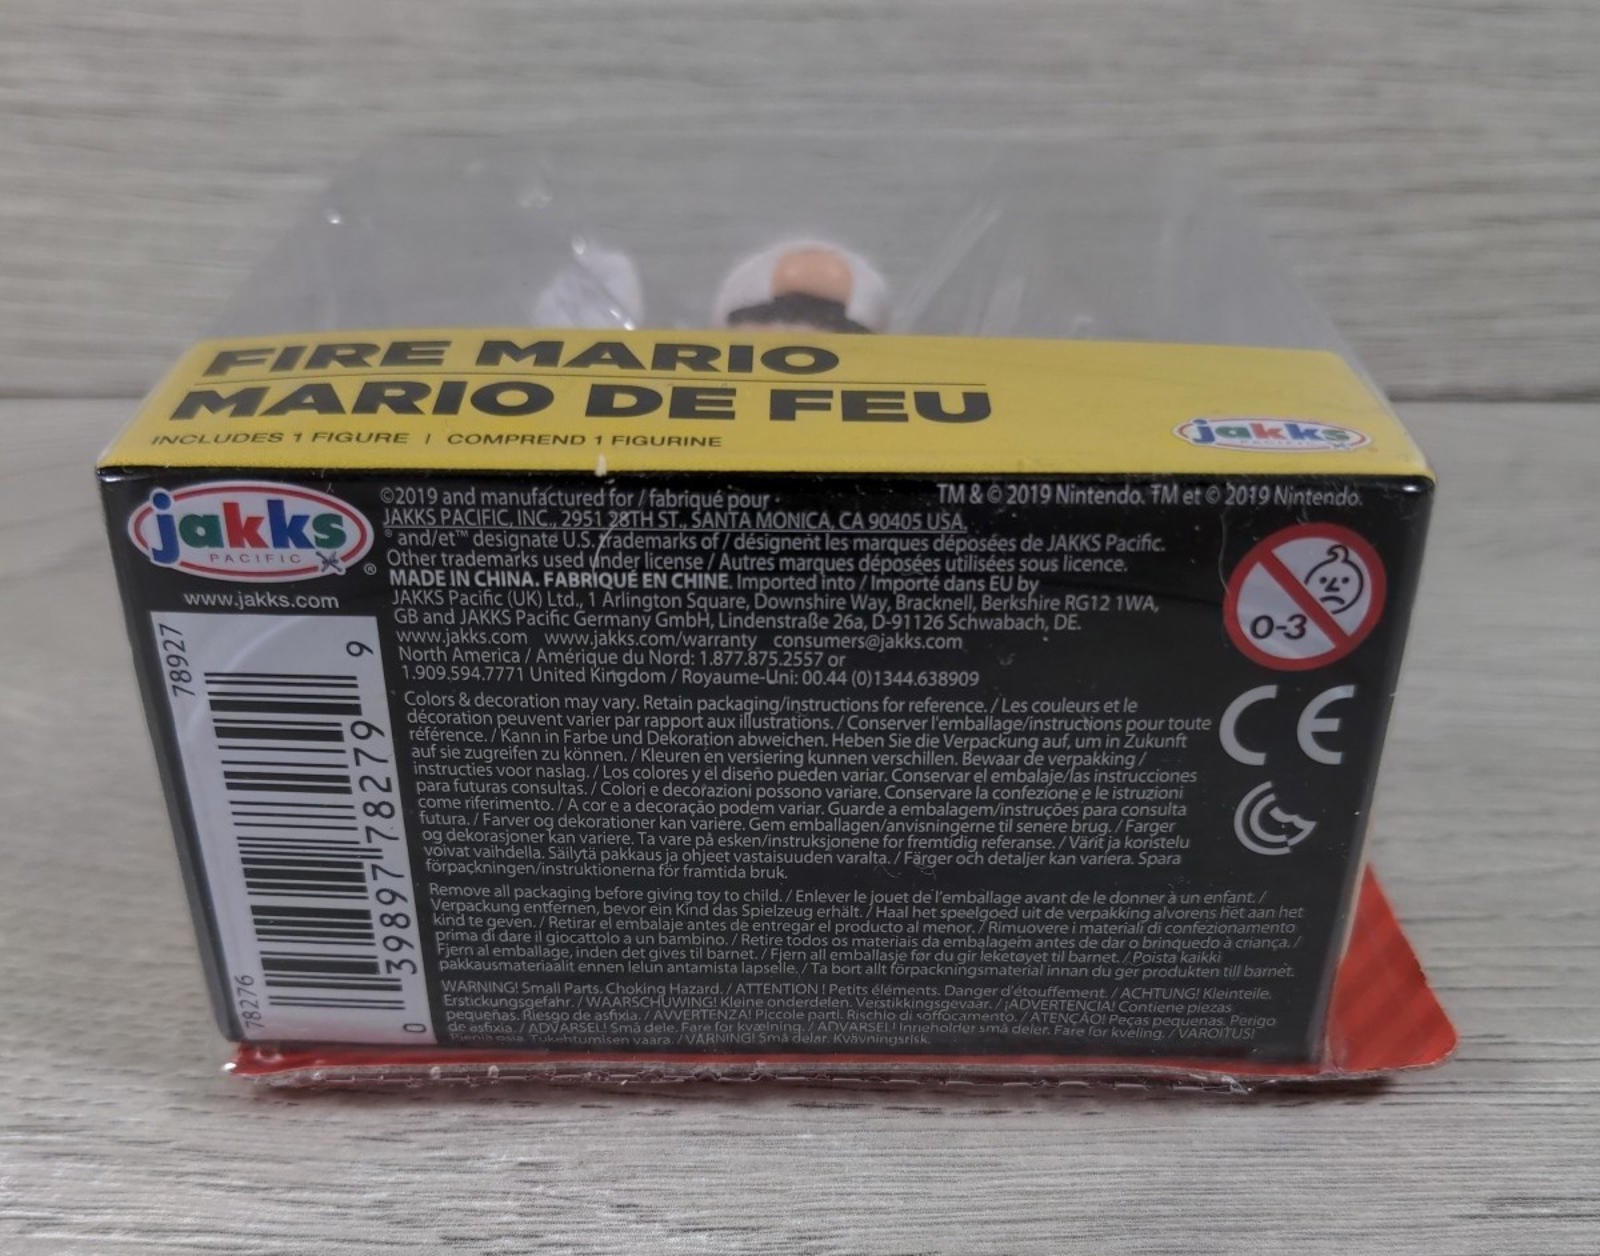 FIRE MARIO
MARIO DE FEU
INCLUDES 1 FIGURE | COMPREND 1 FIGURINE
jakks
PACIFIC
jakks
PACIFIC
®
www.jakks.com
©2019 and manufactured for / fabriqué pour
TM & © 2019 Nintendo. TM et © 2019 Nintendo.
JAKKS PACIFIC, INC., 2951 28TH ST., SANTA MONICA, CA 90405 USA.
® and/et™ designate U.S. trademarks of / désignent les marques déposées de JAKKS Pacific.
Other trademarks used under license / Autres marques déposées utilisées sous licence.
MADE IN CHINA. FABRIQUÉ EN CHINE. Imported into / Importé dans EU by
JAKKS Pacific (UK) Ltd., 1 Arlington Square, Downshire Way, Bracknell, Berkshire RG12 1WA,
GB and JAKKS Pacific Germany GmbH, Lindenstraße 26a, D-91126 Schwabach, DE.
www.jakks.com www.jakks.com/warranty consumers@jakks.com
North America / Amérique du Nord: 1.877.875.2557 or
1.909.594.7771 United Kingdom / Royaume-Uni: 00.44 (0)1344.638909
0-3
CE
78927
0 39897 78279 9
78276
Colors & decoration may vary. Retain packaging/instructions for reference. / Les couleurs et le
décoration peuvent varier par rapport aux illustrations. / Conserver l'emballage/instructions pour toute
référence. / Kann in Farbe und Dekoration abweichen. Heben Sie die Verpackung auf, um in Zukunft
auf sie zugreifen zu können. / Kleuren en versiering kunnen verschillen. Bewaar de verpakking /
instructies voor naslag. / Los colores y el diseño pueden variar. Conservar el embalaje/las instrucciones
para futuras consultas. / Colori e decorazioni possono variare. Conservare la confezione e le istruzioni
come riferimento. / A cor e a decoração podem variar. Guarde a embalagem/instruções para consulta
futura. / Farver og dekorationer kan variere. Gem emballagen/anvisningerne til senere brug. / Farger
og dekorasjoner kan variere. Ta vare på esken/instruksjonene for fremtidig referanse. / Värit ja koristelu
voivat vaihdella. Säilytä pakkaus ja ohjeet vastaisuuden varalta. / Färger och detaljer kan variera. Spara
förpackningen/instruktionerna för framtida bruk.
Remove all packaging before giving toy to child. / Enlever le jouet de l'emballage avant de le donner à un enfant. /
Verpackung entfernen, bevor ein Kind das Spielzeug erhält. / Haal het speelgoed uit de verpakking alvorens het aan het
kind te geven. / Retirar el embalaje antes de entregar el producto al menor. / Rimuovere i materiali di confezionamento
prima di dare il giocattolo a un bambino. / Retire todos os materiais da embalagem antes de dar o brinquedo à criança. /
Fjern al emballage, inden det gives til barnet. / Fjern all emballasje før du gir leketøyet til barnet. / Poista kaikki
pakkausmateriaalit ennen lelun antamista lapselle. / Ta bort allt förpackningsmaterial innan du ger produkten till barnet.
WARNING! Small Parts. Choking Hazard. / ATTENTION ! Petits éléments. Danger d'étouffement. / ACHTUNG! Kleinteile.
Erstickungsgefahr. / WAARSCHUWING! Kleine onderdelen. Verstikkingsgevaar. / ¡ADVERTENCIA! Contiene piezas
pequeñas. Riesgo de asfixia. / AVVERTENZA! Piccole parti. Rischio di soffocamento. / ATENÇÃO! Peças pequenas. Perigo
de asfixia. / ADVARSEL! Små dele. Fare for kvælning. / ADVARSEL! Inneholder små deler. Fare for kveling. / VAROITUS!
Pieniä osia. Tukehtumisen vaara. / VARNING! Små delar. Kvävningsrisk.